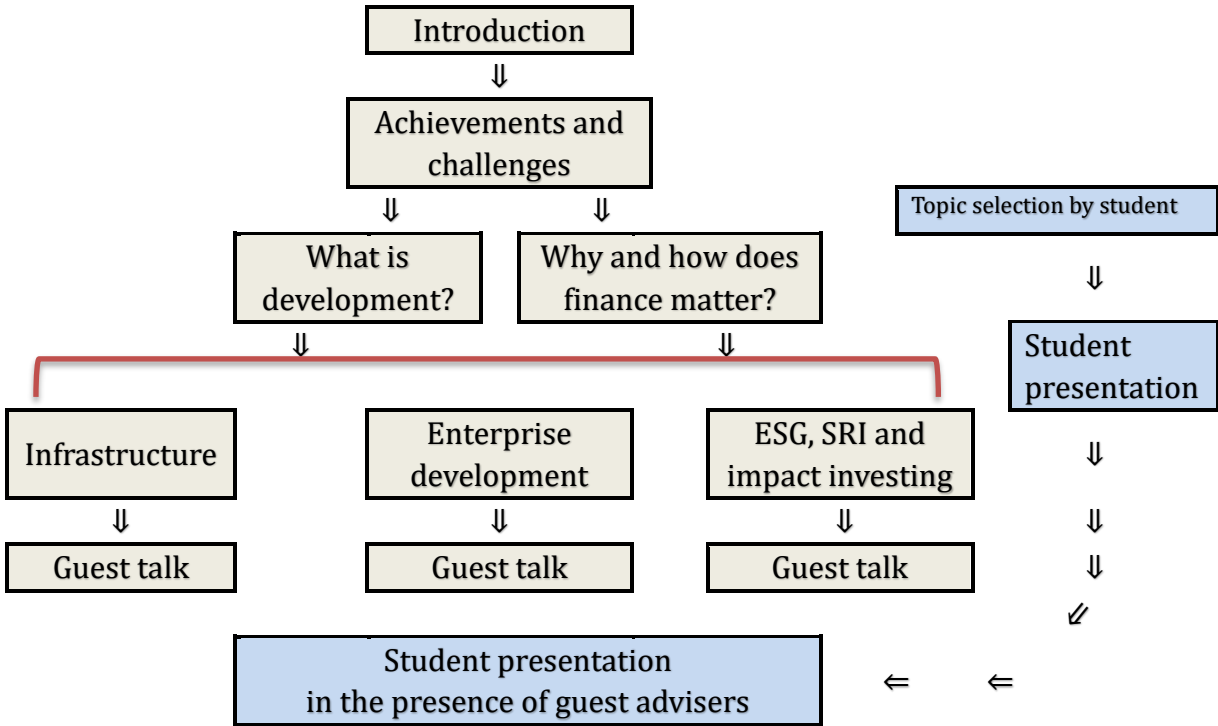 Introduction
⇓
Achievements and
challenges
⇓ ⇓
Topic selection by student
What is
development?
Why and how does
finance matter?
⇓
⇓ ⇓
Student
presentation
Infrastructure
Enterprise
development
ESG, SRI and
impact investing
⇓
⇓ ⇓ ⇓ ⇓
Guest talk
Guest talk
Guest talk
⇓
⇙
Student presentation
in the presence of guest advisers
⇐ ⇐